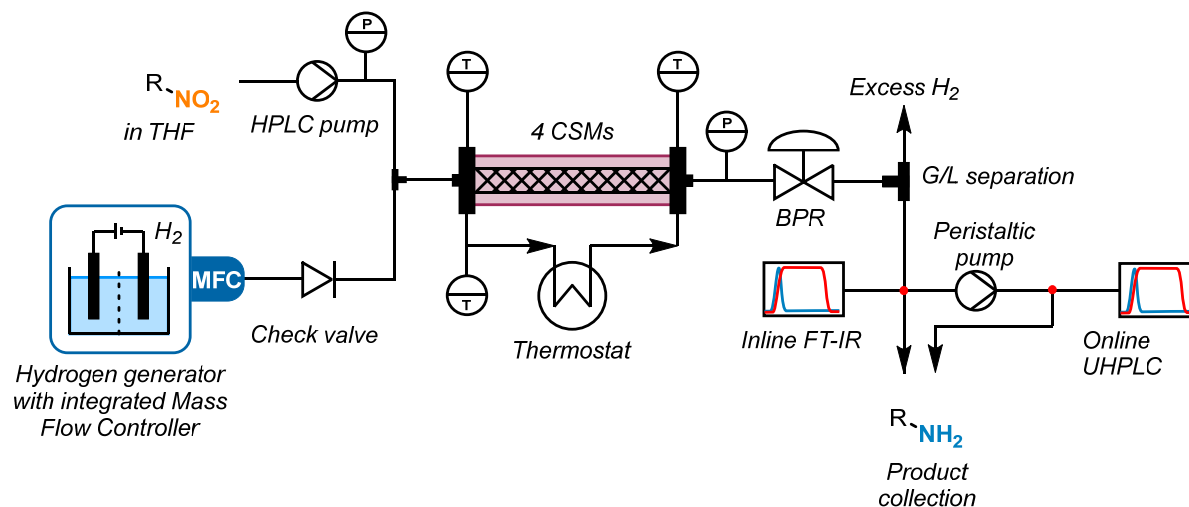 P
R
NO2
in THF
HPLC pump
T
T
4 CSMs
P
Excess H2
G/L separation
BPR
H2
MFC
Check valve
T
Thermostat
Peristaltic
pump
Inline FT-IR
Online
UHPLC
Hydrogen generator
with integrated Mass
Flow Controller
R
NH2
Product
collection